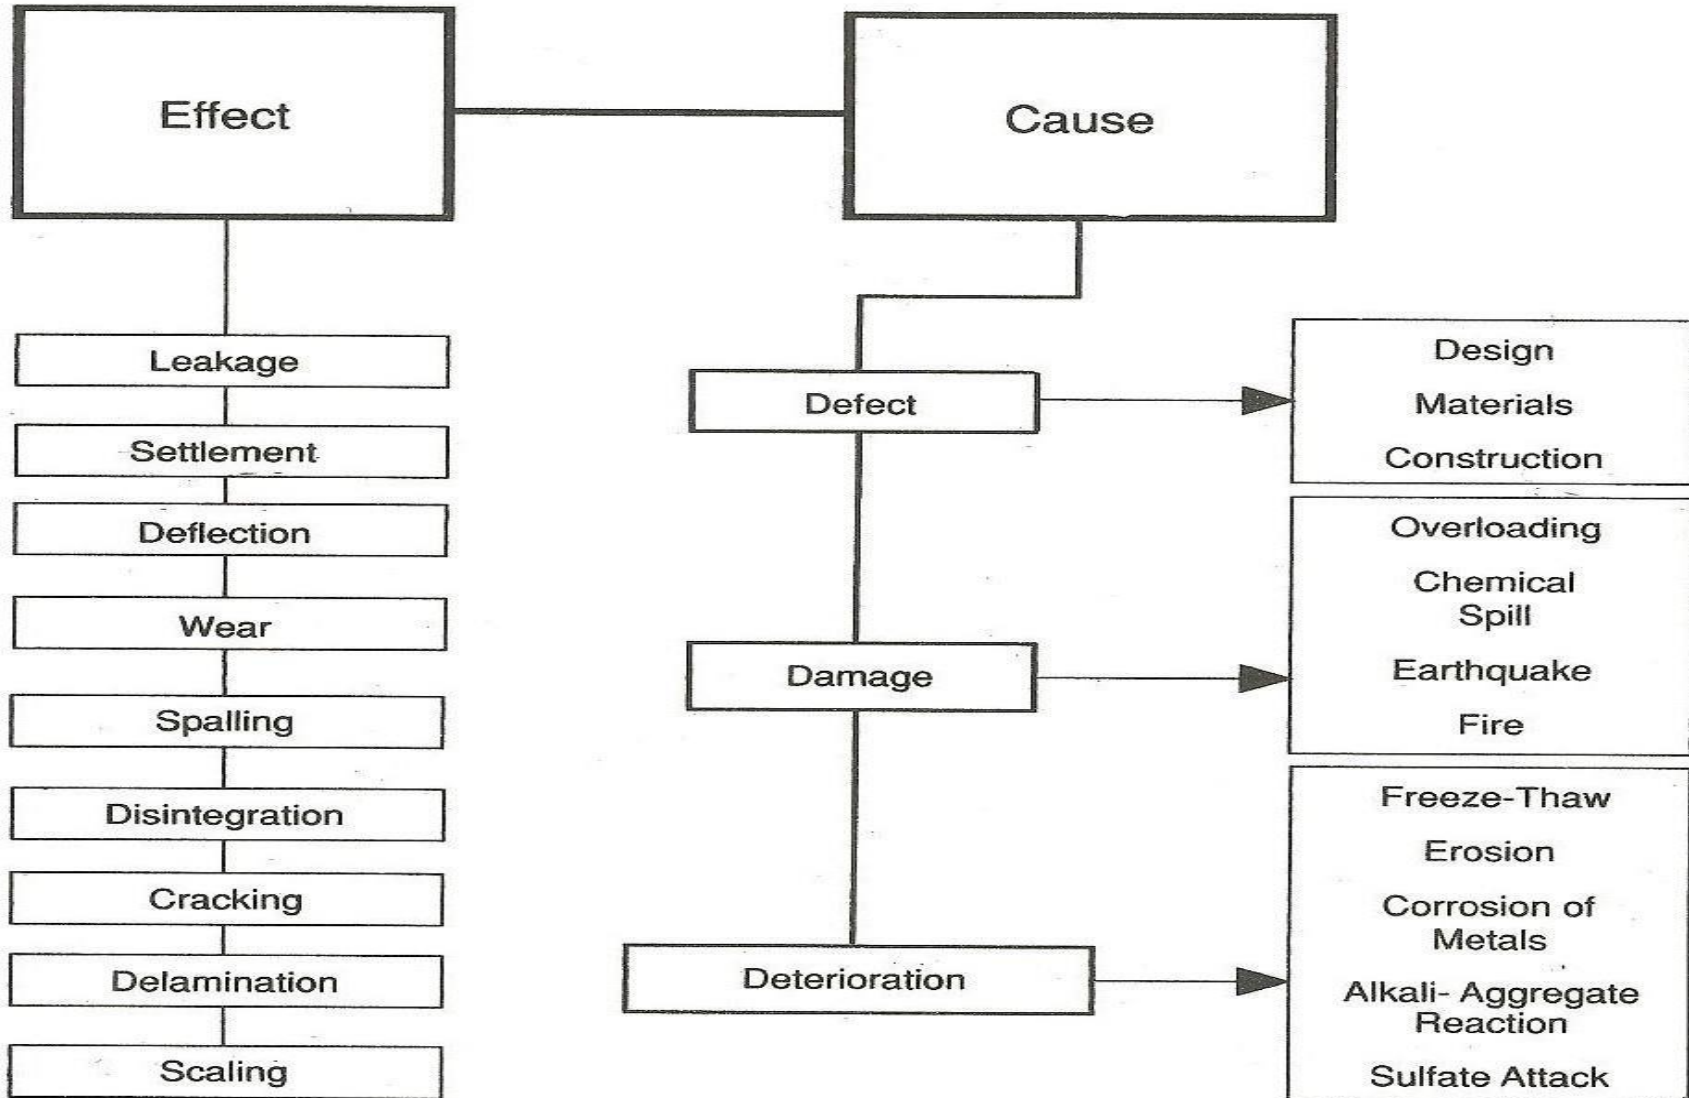 Effect
Cause
Leakage
Settlement
Deflection
Wear
Spalling
Disintegration
Cracking
Delamination
Scaling
Defect
Damage
Deterioration
Design
Materials
Construction
Overloading
Chemical
Spill
Earthquake
Fire
Freeze-Thaw
Erosion
Corrosion of
Metals
Alkali- Aggregate
Reaction
Sulfate Attack